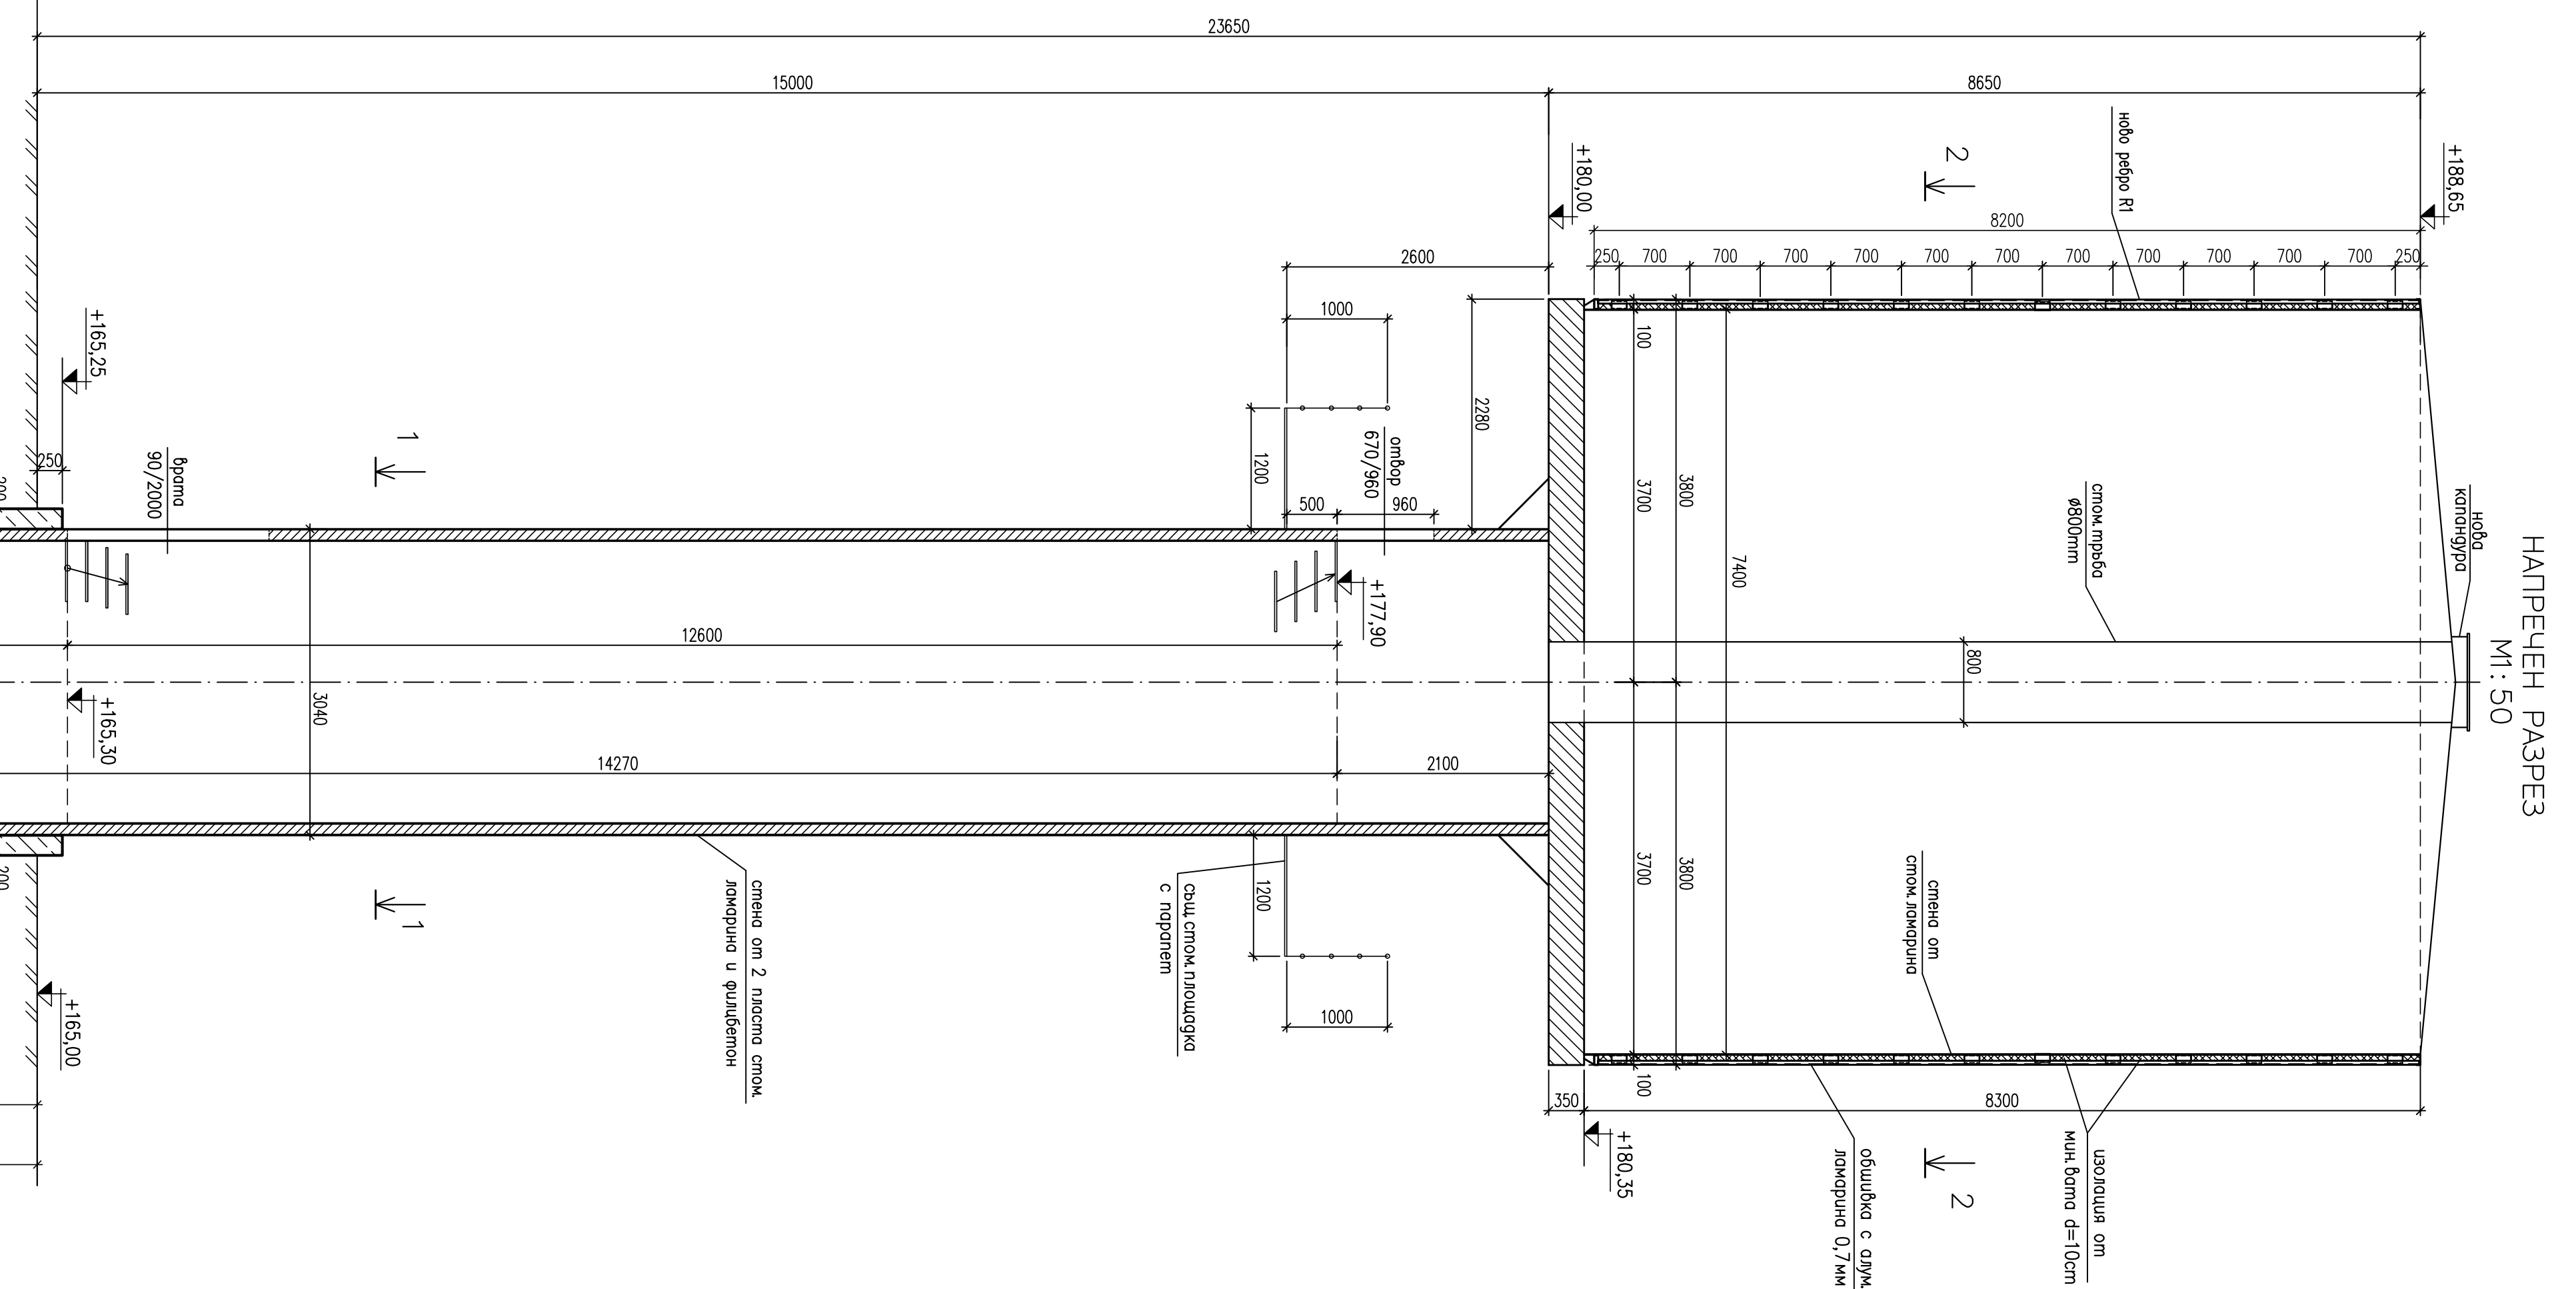 НАПРЕЧЕН РАЗРЕЗ
М1:50
23650
15000
8650
+188,65
+180,00
2
ново ребро R1
8200
250
700
700
700
700
700
700
700
700
700
700
700
250
2600
1000
2280
1200
500
960
отвор
670/960
100
3700
3800
7400
стом.тръба
ø800mm
нова
капандура
800
+165,25
250
врата
90/2000
1
200
+177,90
12600
+165,30
3040
14270
2100
3700
3800
100
стена от
стом.ламарина
1200
1000
същ.стом.площадка
с парапет
стена от 2 пласта стом.
ламарина и филцбетон
1
200
+165,00
350
8300
+180,35
2
обшивка с алум.
ламарина 0,7мм
изолация от
мин.вата d=10cm